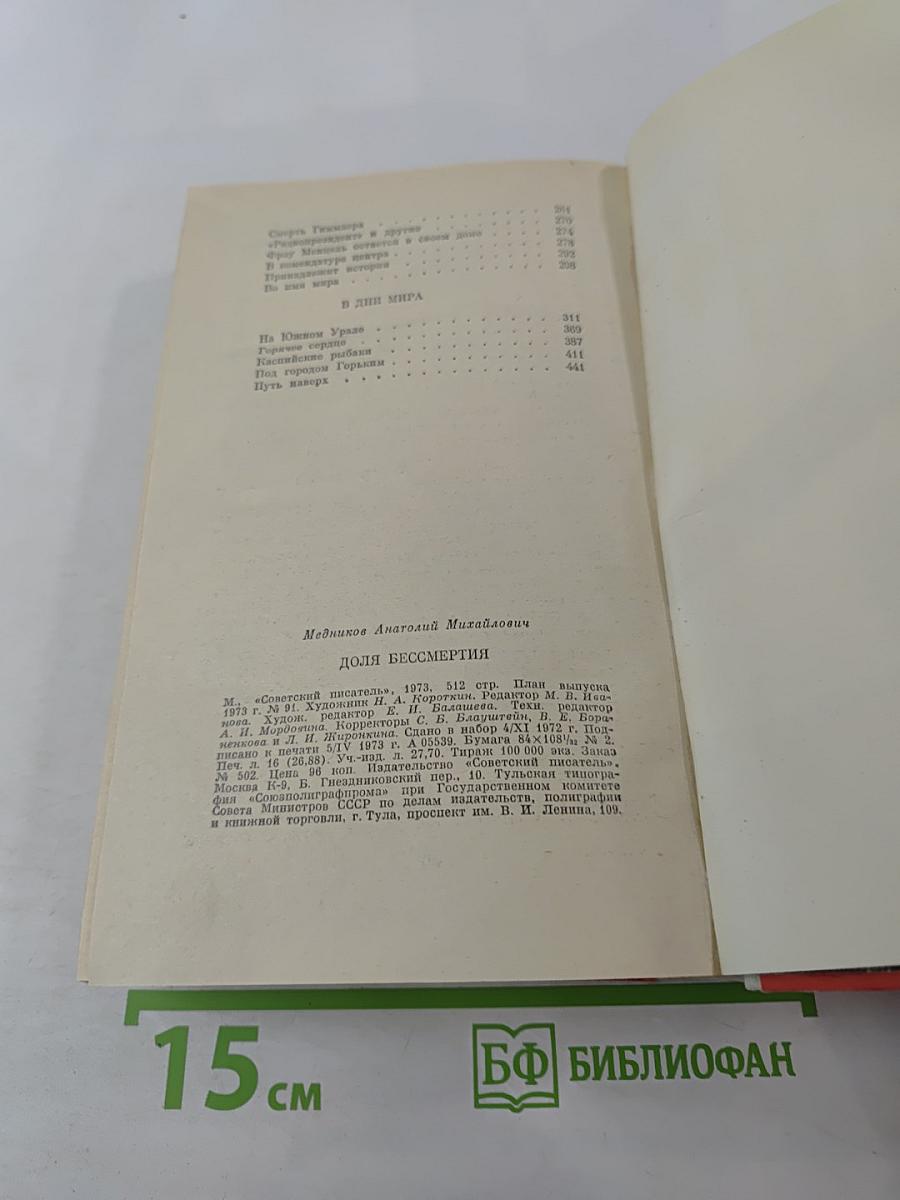 Смерть Гиммлера . . . . . . . . . . . 261
«Радиопрезидент» и другие . . . . . . . 270
Фрау Менцель остается в своем доме . . . . 274
В комендатуре центра . . . . . . . . . . 278
Принадлежит истории . . . . . . . . . . 292
Во имя мира . . . . . . . . . . . . . 298
В ДНИ МИРА
На Южном Урале . . . . . . . . . . . 311
Горячее сердце . . . . . . . . . . . . 369
Каспийские рыбаки . . . . . . . . . . . 387
Под городом Горьким . . . . . . . . . . 411
Путь наверх . . . . . . . . . . . . . 441
Медников Анатолий Михайлович
ДОЛЯ БЕССМЕРТИЯ
М., «Советский писатель», 1973, 512 стр. План выпуска
1973 г. № 91. Художник Н. А. Короткин. Редактор М. В. Ива-
нова. Худож. редактор Е. И. Балашева. Техн. редактор
А. И. Мордовина. Корректоры С. Б. Блауштейн, В. Е. Бора-
ненкова и Л. И. Жиронкина. Сдано в набор 4/XI 1972 г. Под-
писано к печати 5/IV 1973 г. А 05539. Бумага 84×108 1/32 № 2.
Печ. л. 16 (26,88). Уч.-изд. л. 27,70. Тираж 100 000 экз. Заказ
№ 502. Цена 96 коп. Издательство «Советский писатель»,
Москва К-9, Б. Гнездниковский пер., 10. Тульская типогра-
фия «Союзполиграфпрома» при Государственном комитете
Совета Министров СССР по делам издательств, полиграфии
и книжной торговли, г. Тула, проспект им. В. И. Ленина, 109.
15 см
БФ БИБЛИОФАН